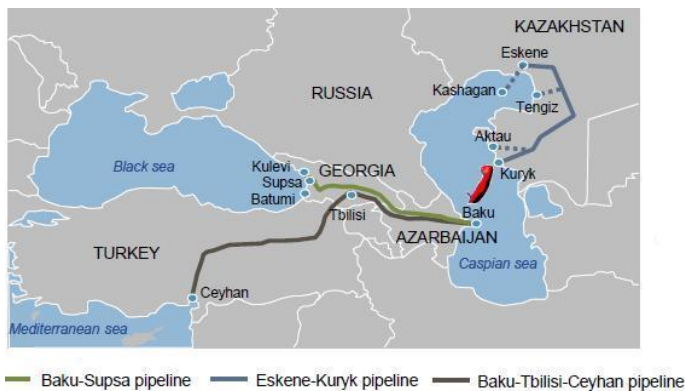 KAZAKHSTAN
Eskene
Kashagan
RUSSIA
Tengiz
Aktau
Black sea
Kulevi
GEORGIA
Kuryk
Supsa
Batumi
Baku
Tbilisi
AZARBAIJAN
TURKEY
Caspian sea
Ceyhan
Mediterranean sea
Baku-Supsa pipeline
Eskene-Kuryk pipeline
Baku-Tbilisi-Ceyhan pipeline